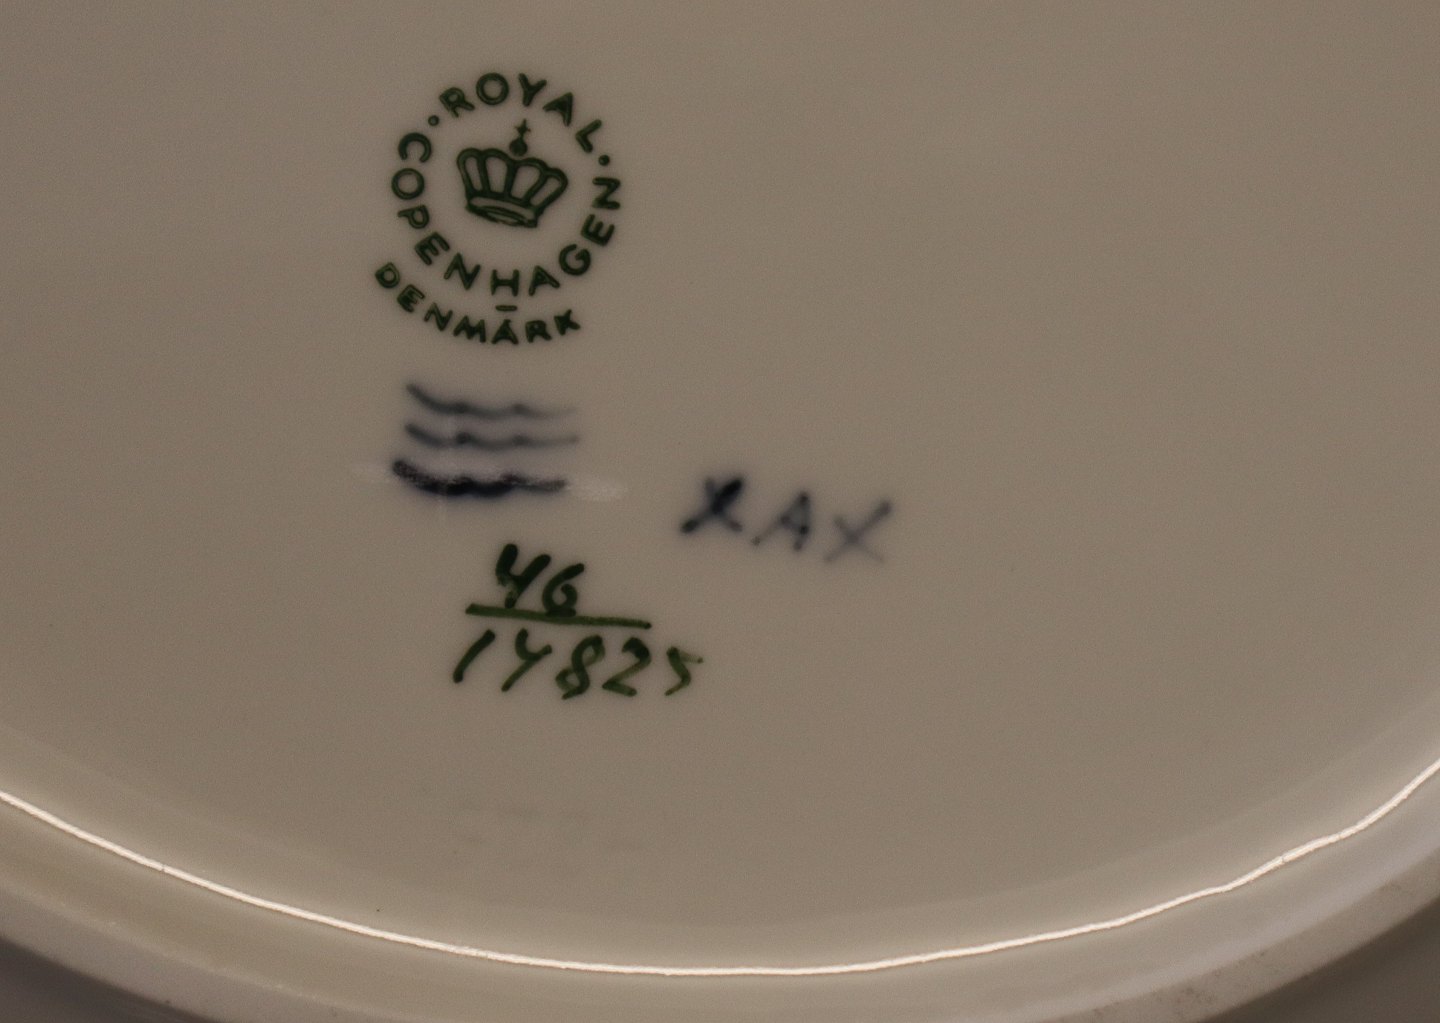 ROYAL.
COPENHAGEN.
DENMARK
XAX
46
14825